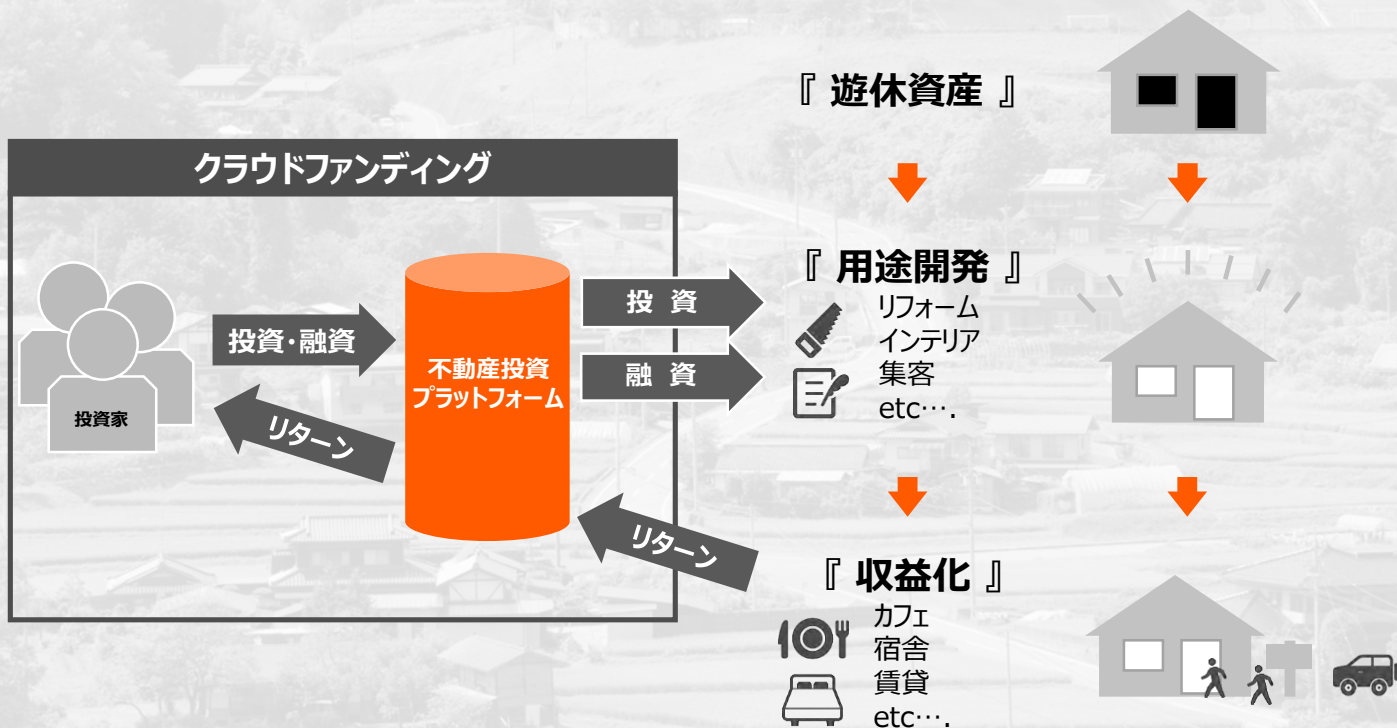 『 遊休資産 』
クラウドファンディング
投資家
投資・融資
リターン
不動産投資
プラットフォーム
投 資
融 資
リターン
『 用途開発 』
リフォーム
インテリア
集客
etc….
『 収益化 』
カフェ
宿舎
賃貸
etc….